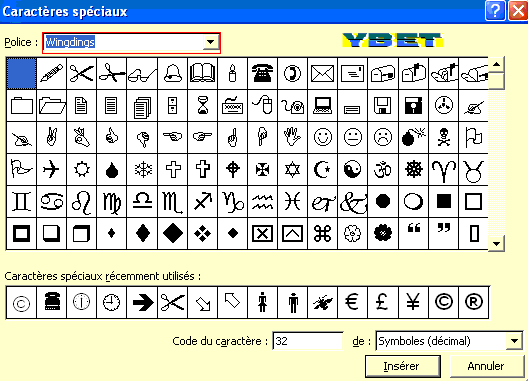 Caractères spéciaux
Police : Wingdings
YBET
Caractères spéciaux récemment utilisés :
© ® € £ ¥ © ®
Code du caractère : 32 de : Symboles (décimal)
Insérer Annuler